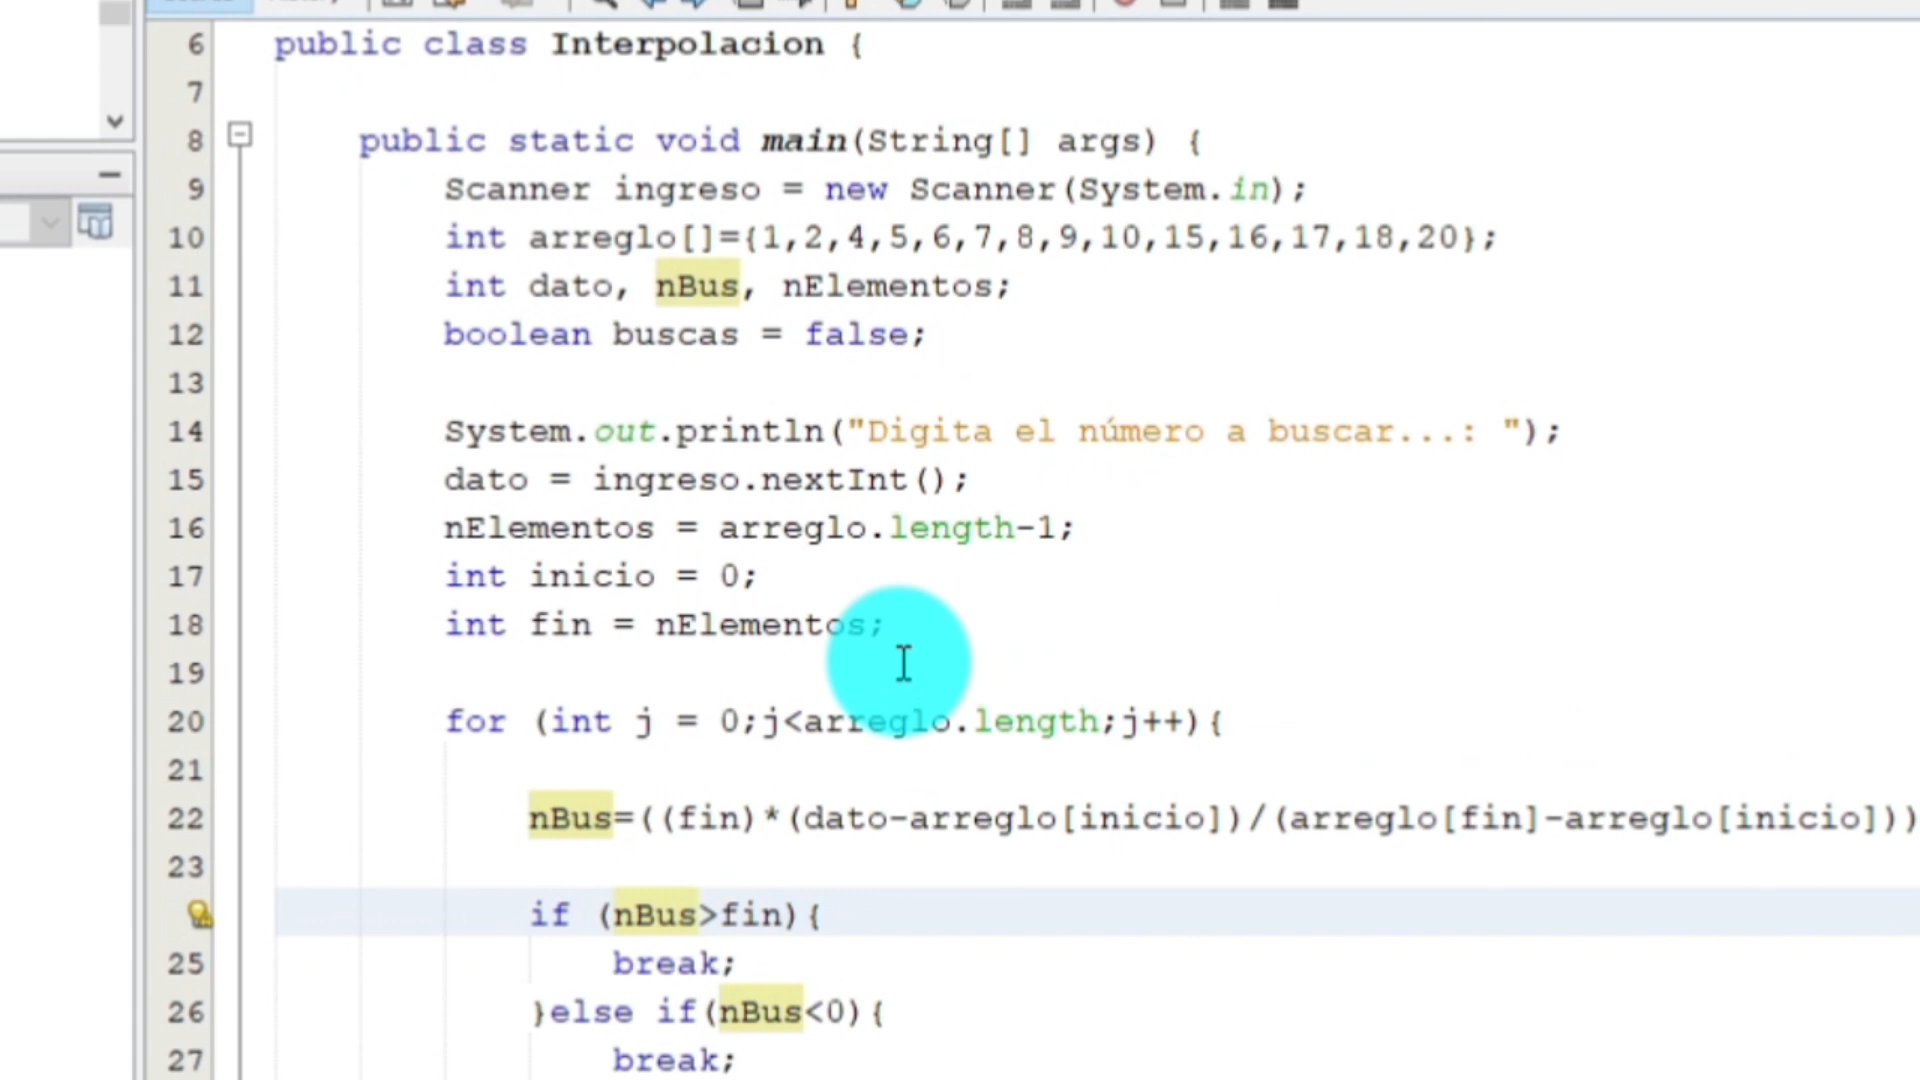 6 public class Interpolacion {
7
8 public static void main(String[] args) {
9 Scanner ingreso = new Scanner(System.in);
10 int arreglo[]={1,2,4,5,6,7,8,9,10,15,16,17,18,20};
11 int dato, nBus, nElementos;
12 boolean buscas = false;
13
14 System.out.println("Digita el número a buscar...: ");
15 dato = ingreso.nextInt();
16 nElementos = arreglo.length-1;
17 int inicio = 0;
18 int fin = nElementos;
19
20 for (int j = 0;j<arreglo.length;j++){
21
22 nBus=((fin)*(dato-arreglo[inicio])/(arreglo[fin]-arreglo[inicio]))
23
if (nBus>fin){
25 break;
26 }else if(nBus<0){
27 break;